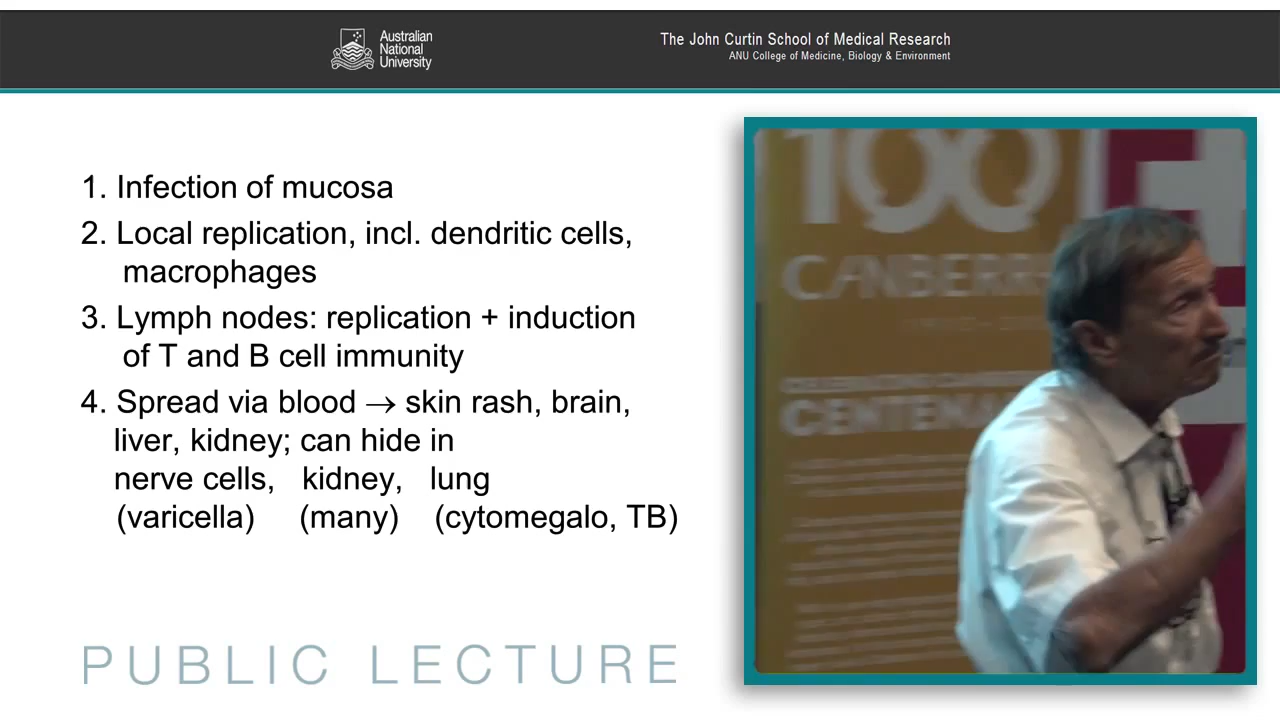 Australian
National
University
The John Curtin School of Medical Research
ANU College of Medicine, Biology & Environment
1. Infection of mucosa
2. Local replication, incl. dendritic cells,
macrophages
3. Lymph nodes: replication + induction
of T and B cell immunity
4. Spread via blood → skin rash, brain,
liver, kidney; can hide in
nerve cells, kidney, lung
(varicella) (many) (cytomegalo, TB)
PUBLIC LECTURE
100